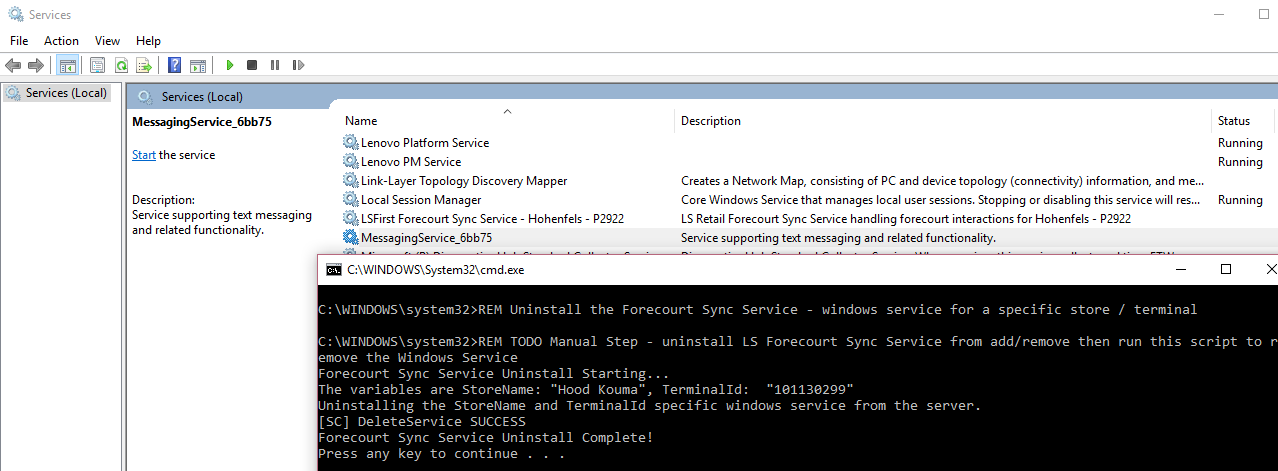 Services
File Action View Help
Services (Local)
Services (Local)
MessagingService_6bb75
Start the service
Description:
Service supporting text messaging
and related functionality.
Name Description Status
Lenovo Platform Service Running
Lenovo PM Service Running
Link-Layer Topology Discovery Mapper Creates a Network Map, consisting of PC and device topology (connectivity) information, and me...
Local Session Manager Core Windows Service that manages local user sessions. Stopping or disabling this service will res... Running
LSFirst Forecourt Sync Service - Hohenfels - P2922 LS Retail Forecourt Sync Service handling forecourt interactions for Hohenfels - P2922
MessagingService_6bb75 Service supporting text messaging and related functionality.
C:\WINDOWS\System32\cmd.exe
C:\WINDOWS\system32>REM Uninstall the Forecourt Sync Service - windows service for a specific store / terminal
C:\WINDOWS\system32>REM TODO Manual Step - uninstall LS Forecourt Sync Service from add/remove then run this script to r
emove the Windows Service
Forecourt Sync Service Uninstall Starting...
The variables are StoreName: "Hood Kouma", TerminalId:  "101130299"
Uninstalling the StoreName and TerminalId specific windows service from the server.
[SC] DeleteService SUCCESS
Forecourt Sync Service Uninstall Complete!
Press any key to continue . . .